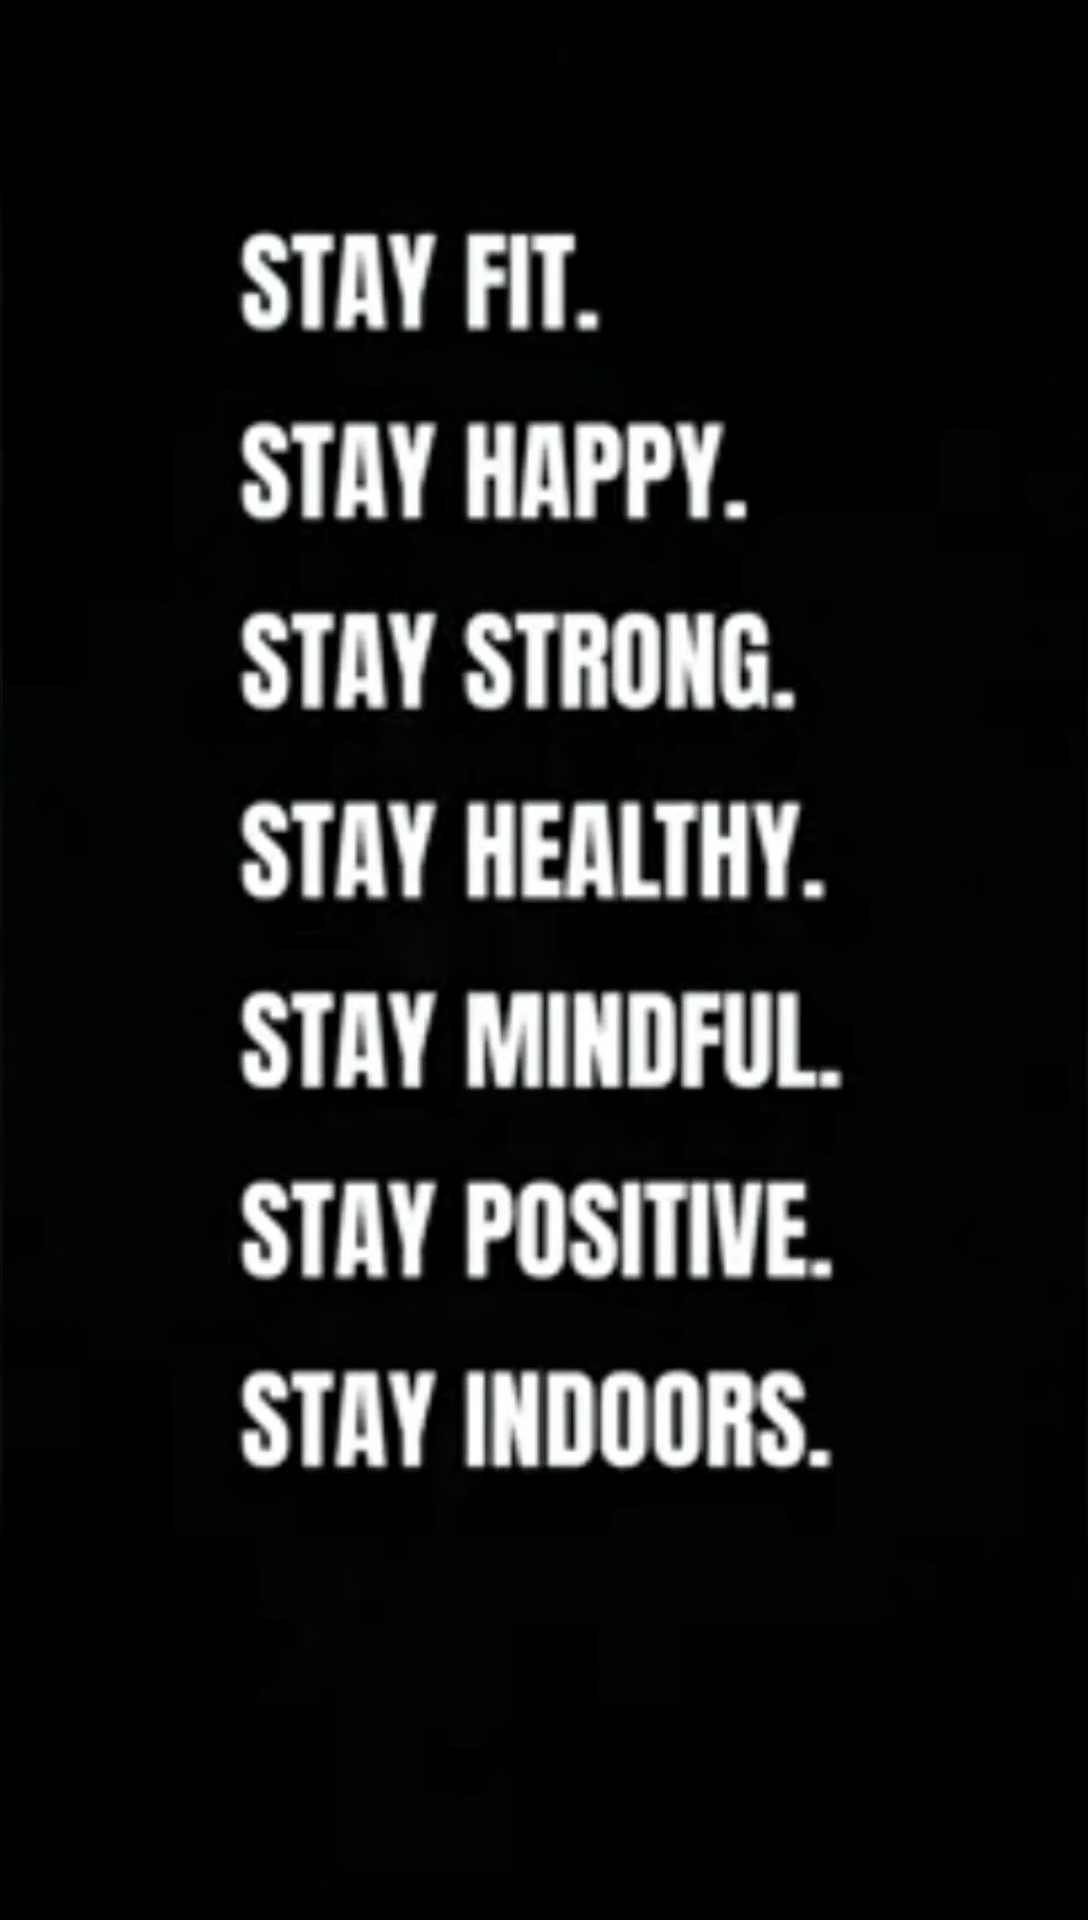 STAY FIT.
STAY HAPPY.
STAY STRONG.
STAY HEALTHY.
STAY MINDFUL.
STAY POSITIVE.
STAY INDOORS.